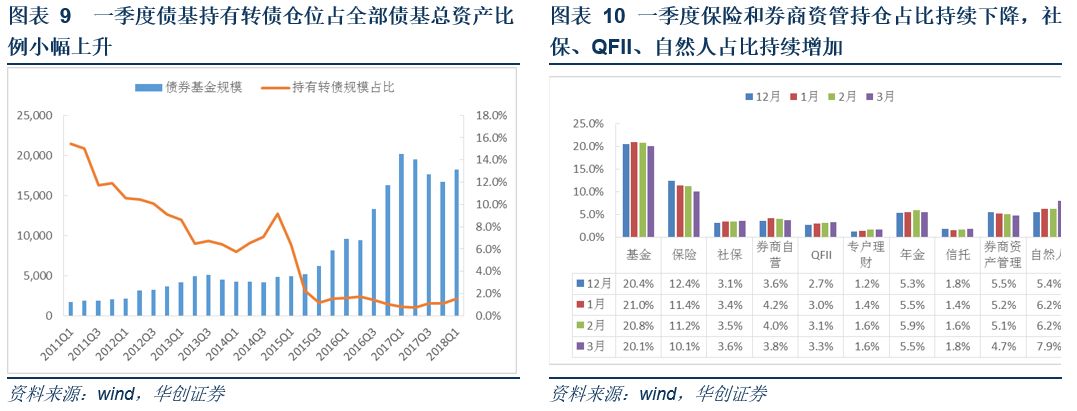 图表 9 一季度债基持有转债仓位占全部债基总资产比
例小幅上升
债券基金规模 持有转债规模占比
25,000 18.0%
16.0%
20,000 14.0%
12.0%
15,000
10.0%
8.0%
10,000
6.0%
5,000 4.0%
2.0%
0 0.0%
2011Q1 2011Q3 2012Q1 2012Q3 2013Q1 2013Q3 2014Q1 2014Q3 2015Q1 2015Q3 2016Q1 2016Q3 2017Q1 2017Q3 2018Q1
资料来源:wind,华创证券
图表 10 一季度保险和券商资管持仓占比持续下降,社
保、QFII、自然人占比持续增加
12月 1月 2月 3月
25.0%
20.0%
15.0%
10.0%
5.0%
0.0%
基金 保险 社保 券商自营 QFII 专户理财 年金 信托 券商资产管理 自然人
12月 20.4% 12.4% 3.1% 3.6% 2.7% 1.2% 5.3% 1.8% 5.5% 5.4%
1月 21.0% 11.4% 3.4% 4.2% 3.0% 1.4% 5.5% 1.4% 5.2% 6.2%
2月 20.8% 11.2% 3.5% 4.0% 3.1% 1.6% 5.9% 1.6% 5.1% 6.2%
3月 20.1% 10.1% 3.6% 3.8% 3.3% 1.6% 5.5% 1.8% 4.7% 7.9%
资料来源:wind,华创证券